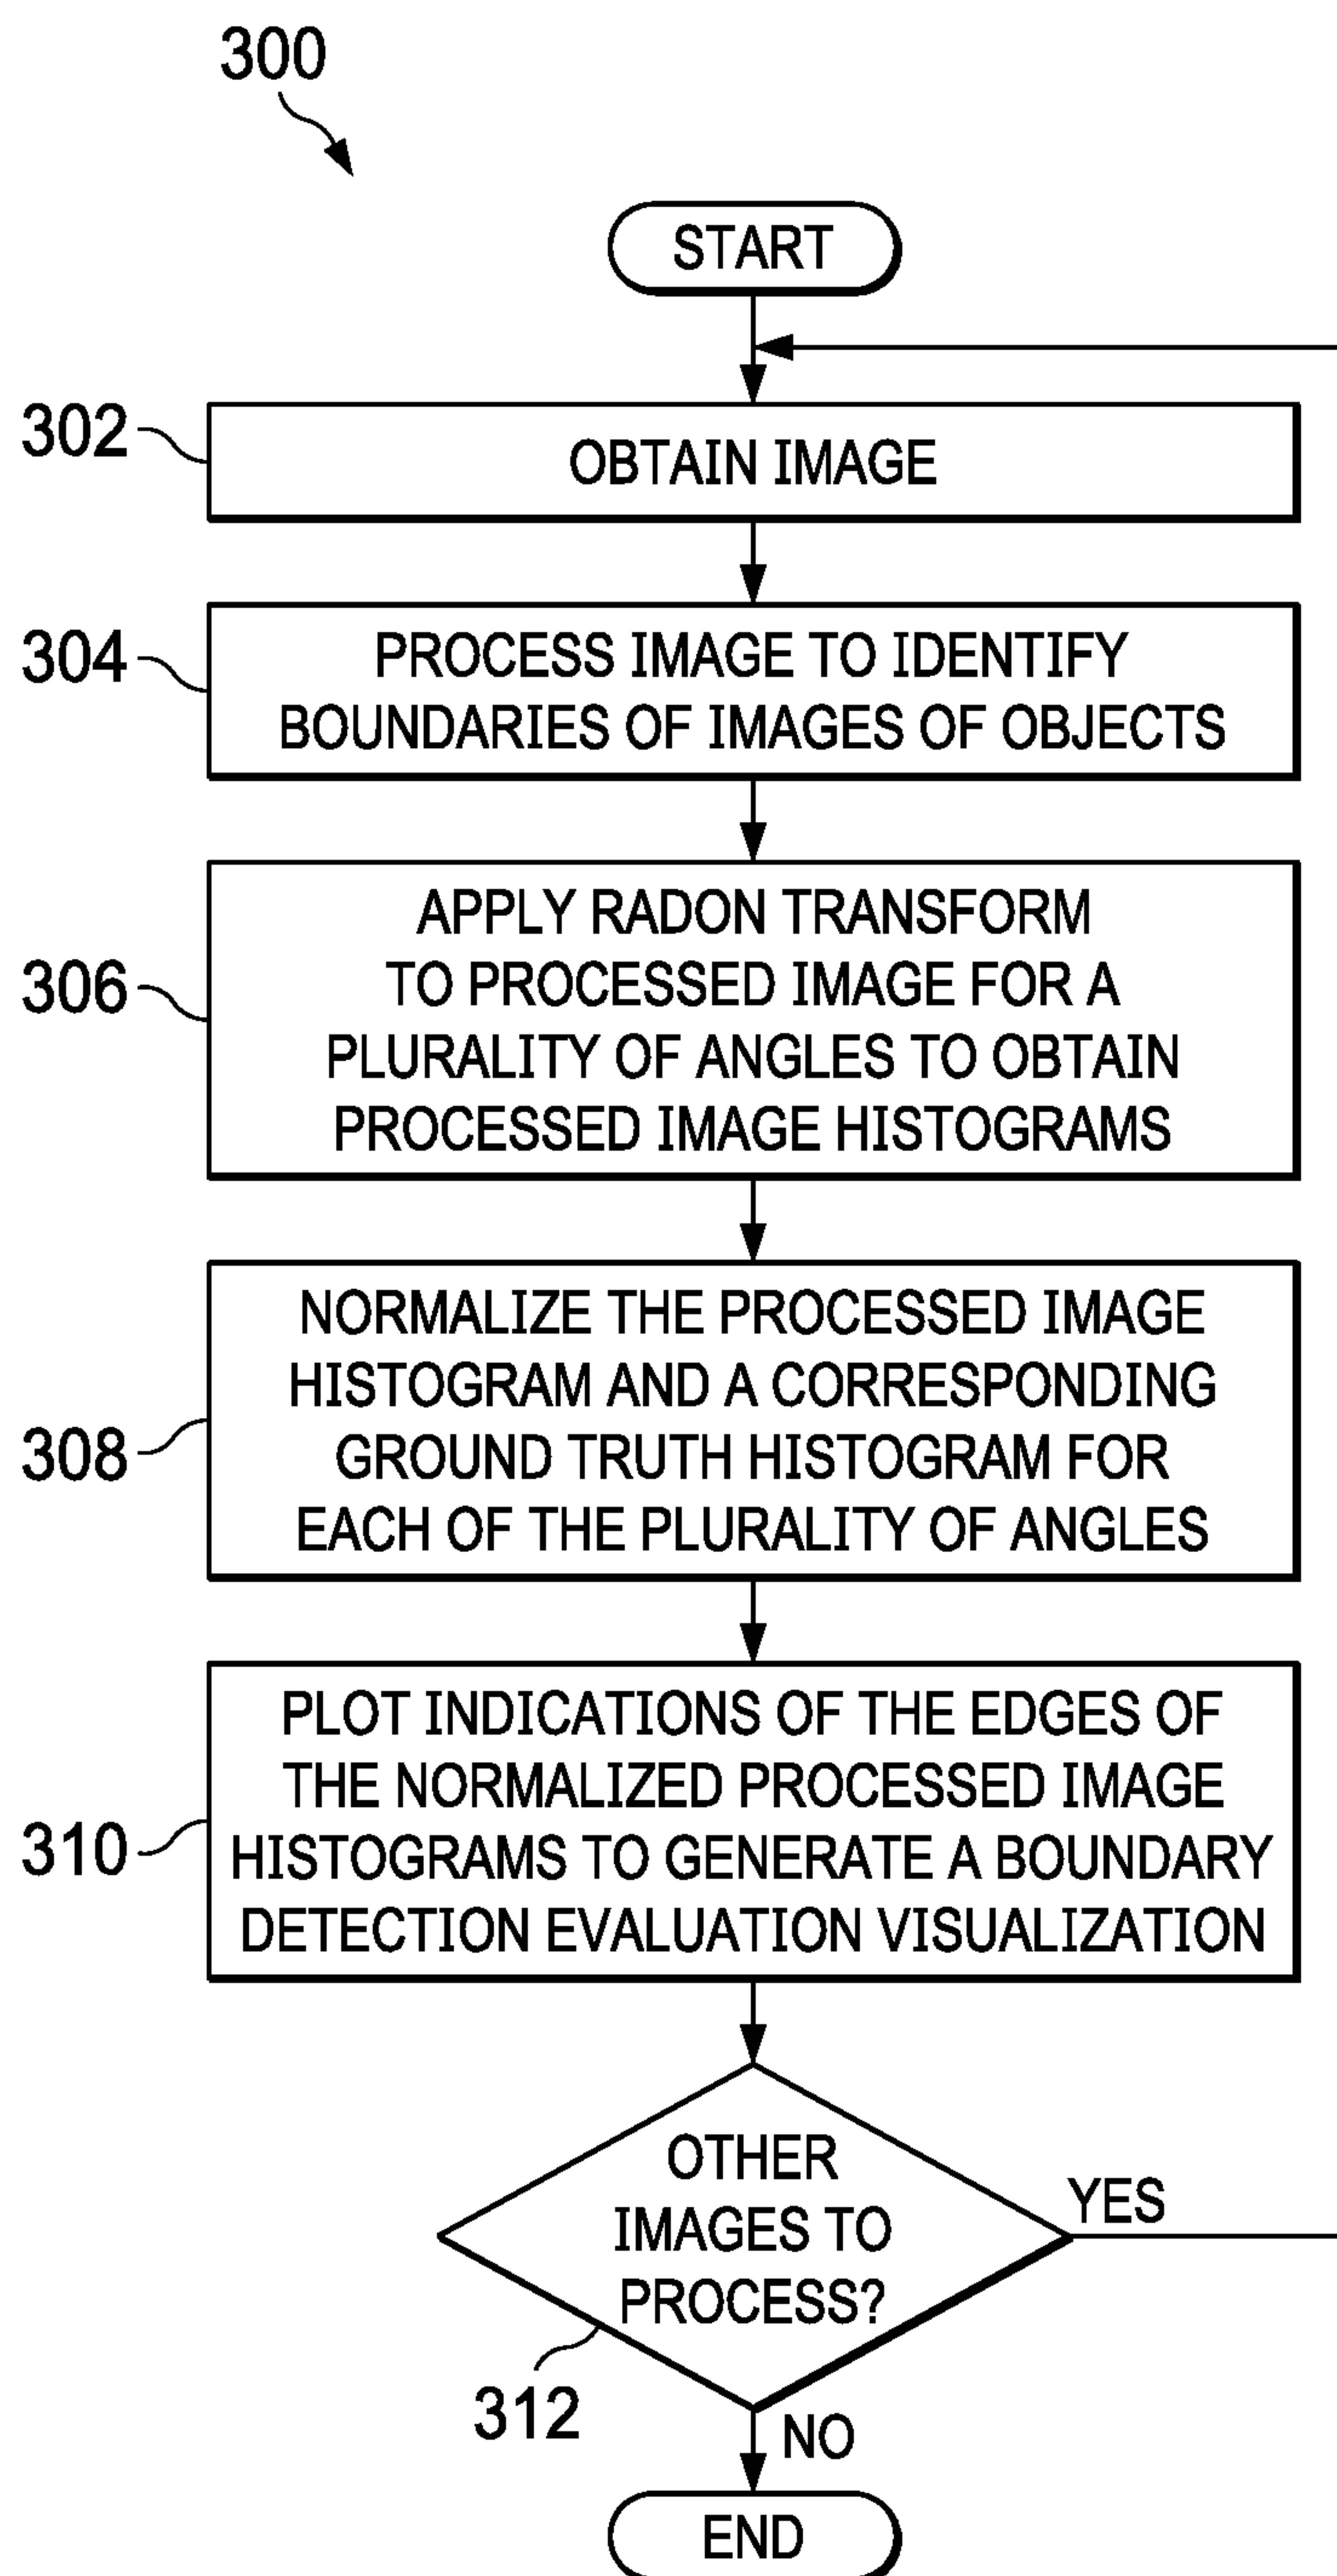 300
START
302
OBTAIN IMAGE
304
PROCESS IMAGE TO IDENTIFY
BOUNDARIES OF IMAGES OF OBJECTS
306
APPLY RADON TRANSFORM
TO PROCESSED IMAGE FOR A
PLURALITY OF ANGLES TO OBTAIN
PROCESSED IMAGE HISTOGRAMS
308
NORMALIZE THE PROCESSED IMAGE
HISTOGRAM AND A CORRESPONDING
GROUND TRUTH HISTOGRAM FOR
EACH OF THE PLURALITY OF ANGLES
310
PLOT INDICATIONS OF THE EDGES OF
THE NORMALIZED PROCESSED IMAGE
HISTOGRAMS TO GENERATE A BOUNDARY
DETECTION EVALUATION VISUALIZATION
OTHER
IMAGES TO
PROCESS?
YES
312
NO
END